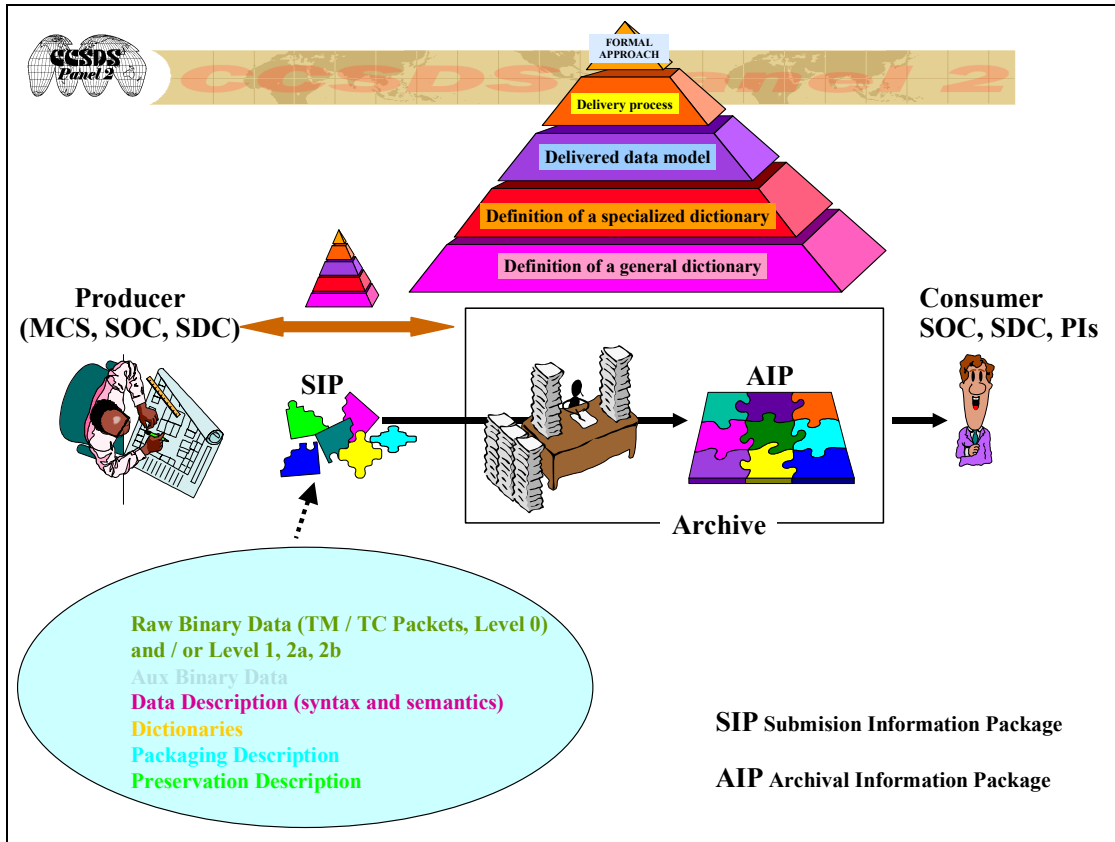 CCSDS
Panel 2
CCSDS Panel 2
FORMAL
APPROACH
Delivery process
Delivered data model
Definition of a specialized dictionary
Definition of a general dictionary
Producer
(MCS, SOC, SDC)
Consumer
SOC, SDC, PIs
SIP
AIP
Archive
Raw Binary Data (TM / TC Packets, Level 0)
and / or Level 1, 2a, 2b
Aux Binary Data
Data Description (syntax and semantics)
Dictionaries
Packaging Description
Preservation Description
SIP Submision Information Package
AIP Archival Information Package